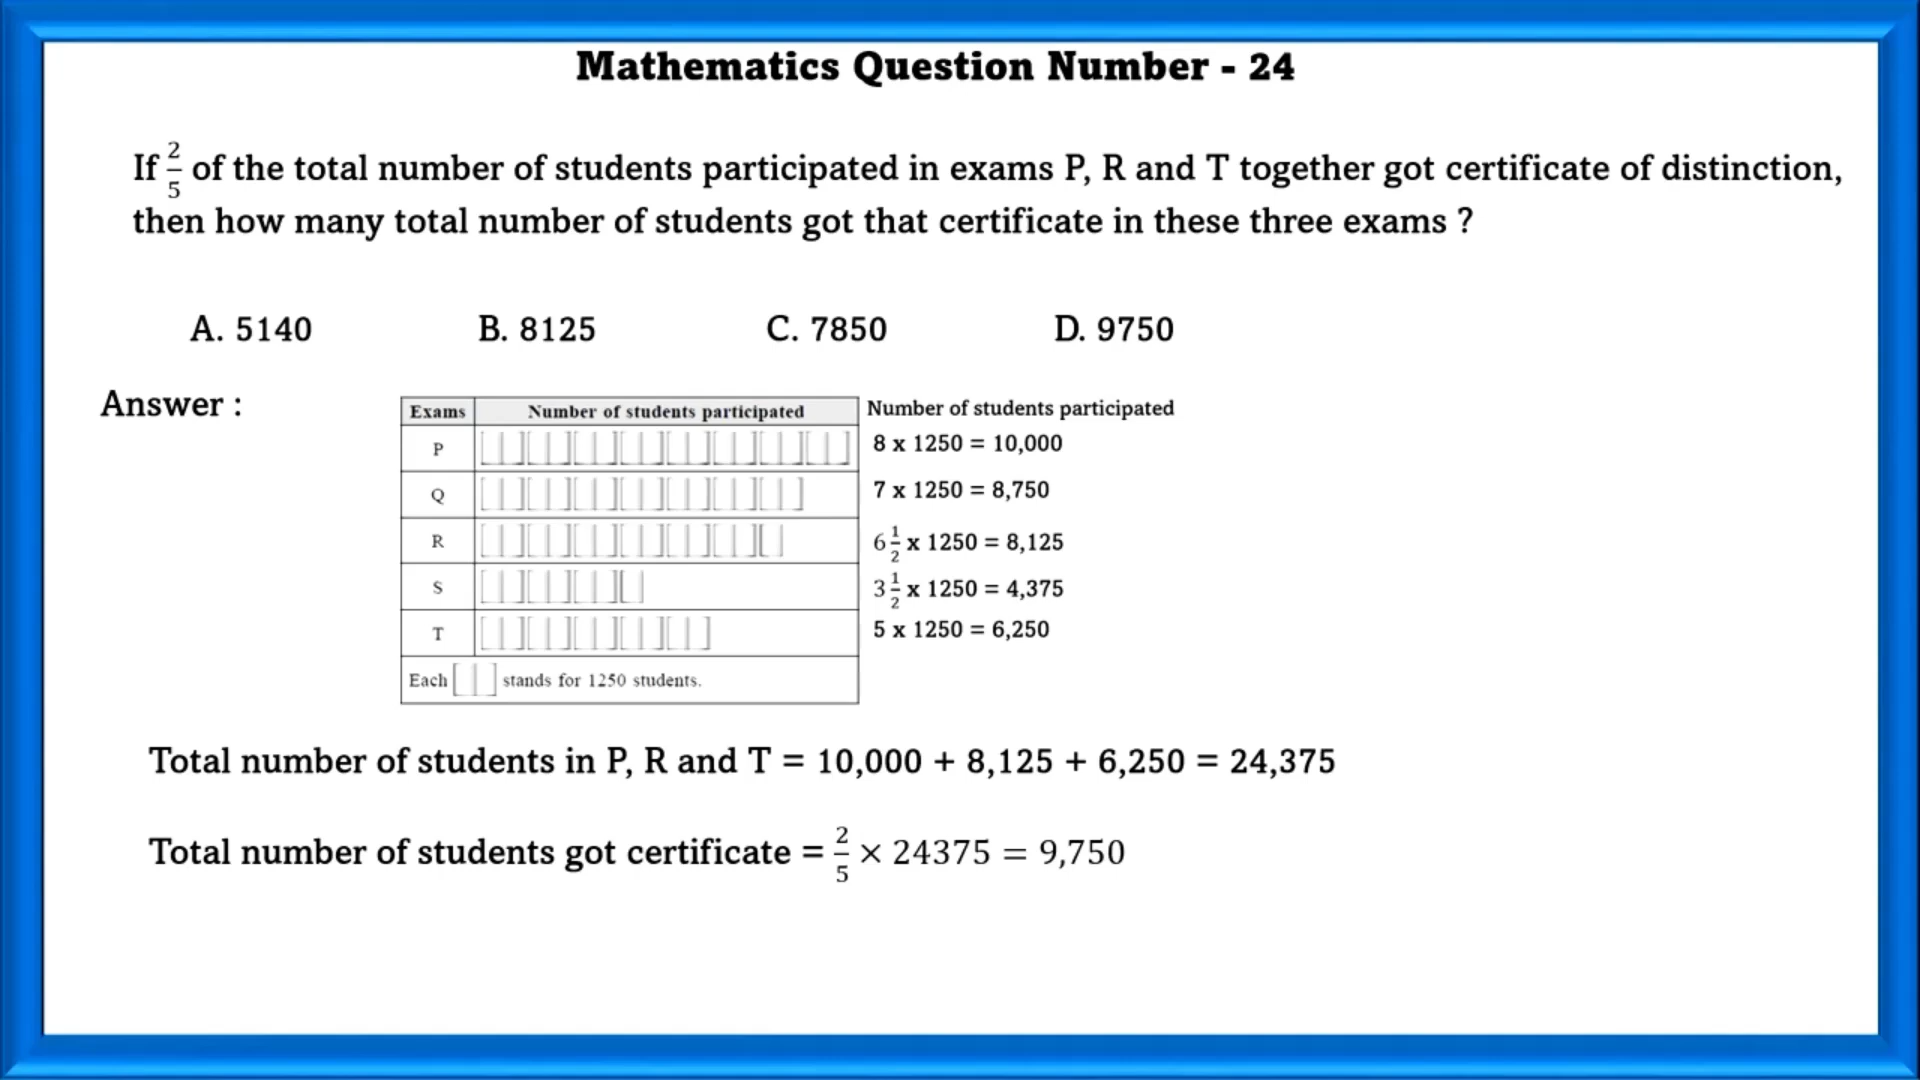 Mathematics Question Number - 24
If 2/5 of the total number of students participated in exams P, R and T together got certificate of distinction,
then how many total number of students got that certificate in these three exams ?
A. 5140 B. 8125 C. 7850 D. 9750
Answer :
Exams Number of students participated Number of students participated
P 8 x 1250 = 10,000
Q 7 x 1250 = 8,750
R 6 1/2 x 1250 = 8,125
S 3 1/2 x 1250 = 4,375
T 5 x 1250 = 6,250
Each stands for 1250 students.
Total number of students in P, R and T = 10,000 + 8,125 + 6,250 = 24,375
Total number of students got certificate = 2/5 × 24375 = 9,750